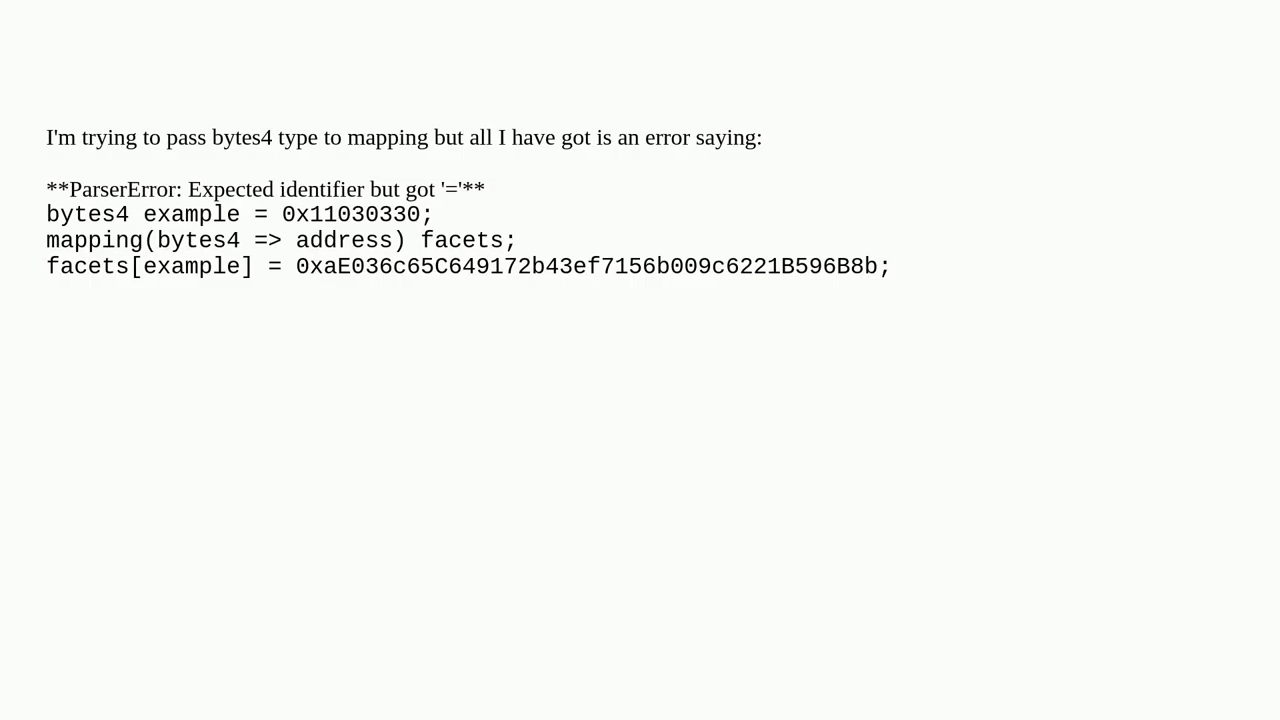 I'm trying to pass bytes4 type to mapping but all I have got is an error saying:
**ParserError: Expected identifier but got '='**
bytes4 example = 0x11030330;
mapping(bytes4 => address) facets;
facets[example] = 0xaE036c65C649172b43ef7156b009c6221B596B8b;